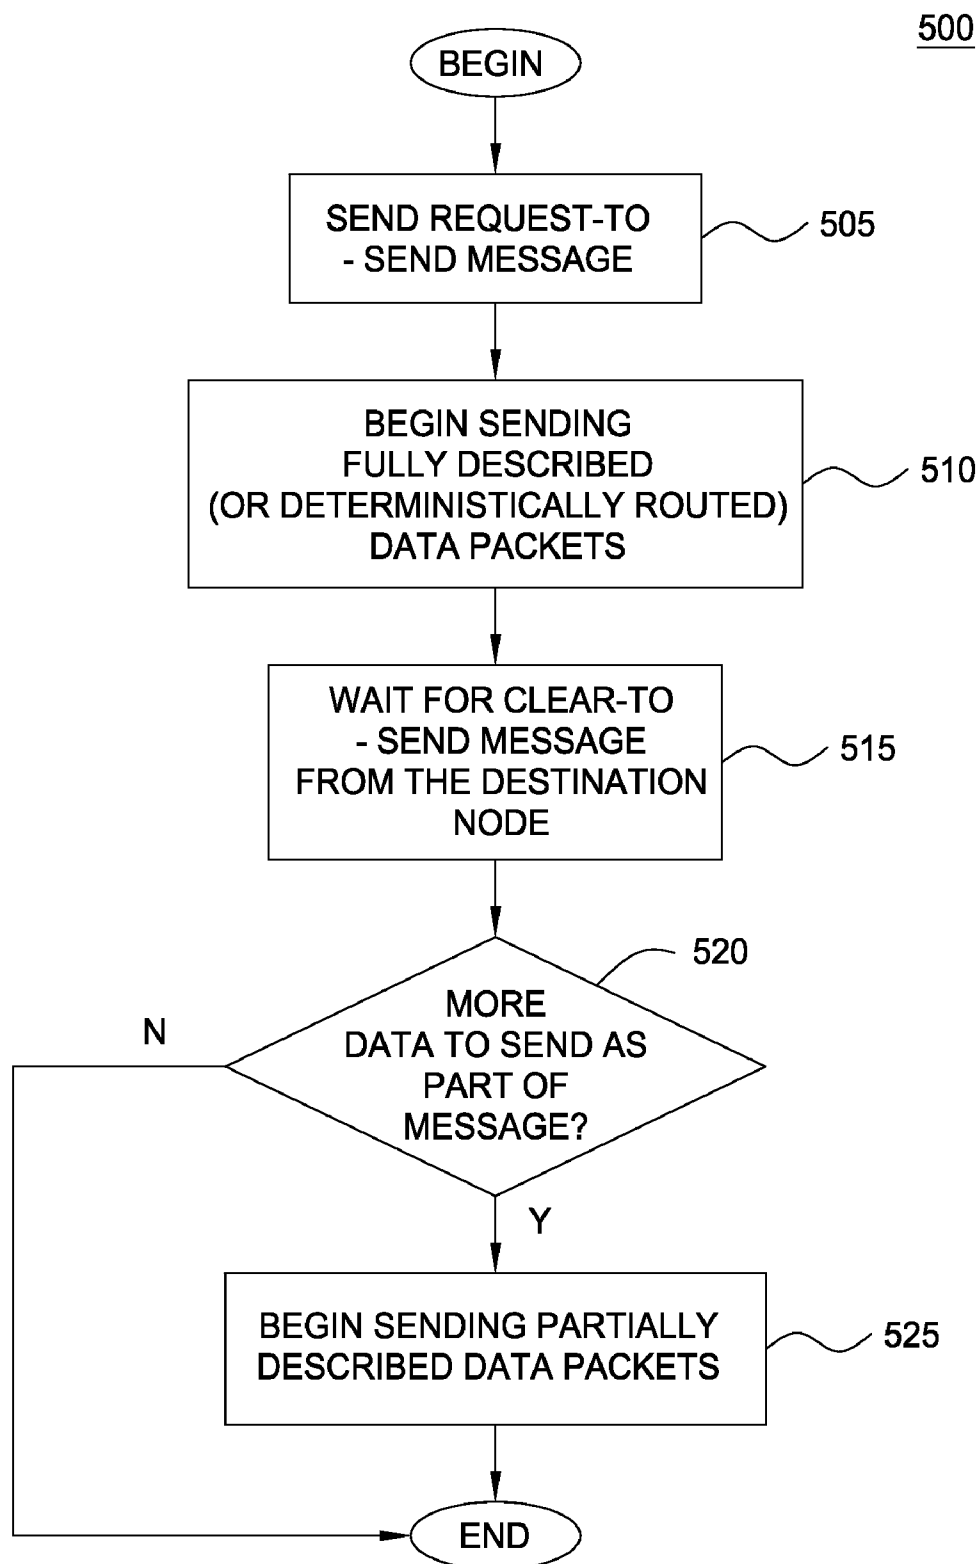 500
BEGIN
SEND REQUEST-TO
- SEND MESSAGE
505
BEGIN SENDING
FULLY DESCRIBED
(OR DETERMINISTICALLY ROUTED)
DATA PACKETS
510
WAIT FOR CLEAR-TO
- SEND MESSAGE
FROM THE DESTINATION
NODE
515
520
MORE
DATA TO SEND AS
PART OF
MESSAGE?
N
Y
BEGIN SENDING PARTIALLY
DESCRIBED DATA PACKETS
525
END